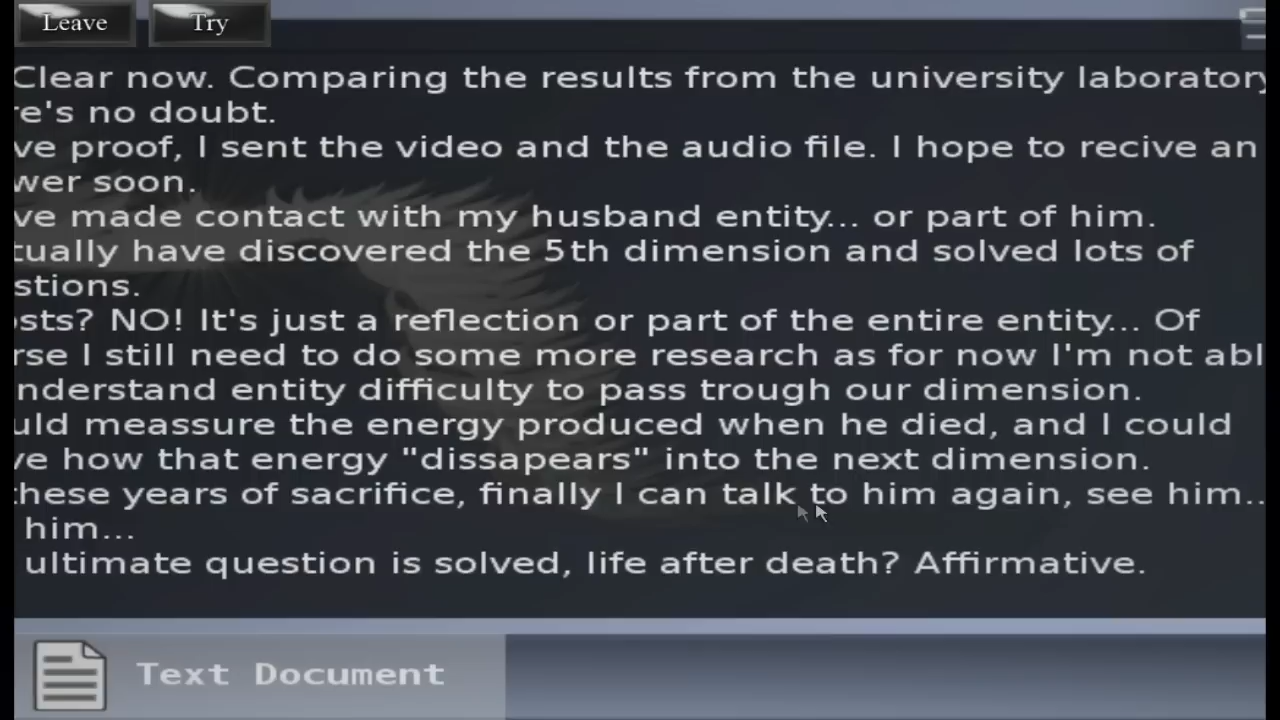 Leave
Try
Clear now. Comparing the results from the university laboratory
re's no doubt.
ve proof, I sent the video and the audio file. I hope to recive an
wer soon.
ve made contact with my husband entity... or part of him.
tually have discovered the 5th dimension and solved lots of
stions.
osts? NO! It's just a reflection or part of the entire entity... Of
rse I still need to do some more research as for now I'm not abl
nderstand entity difficulty to pass trough our dimension.
uld meassure the energy produced when he died, and I could
ve how that energy "dissapears" into the next dimension.
these years of sacrifice, finally I can talk to him again, see him..
him...
ultimate question is solved, life after death? Affirmative.
Text Document